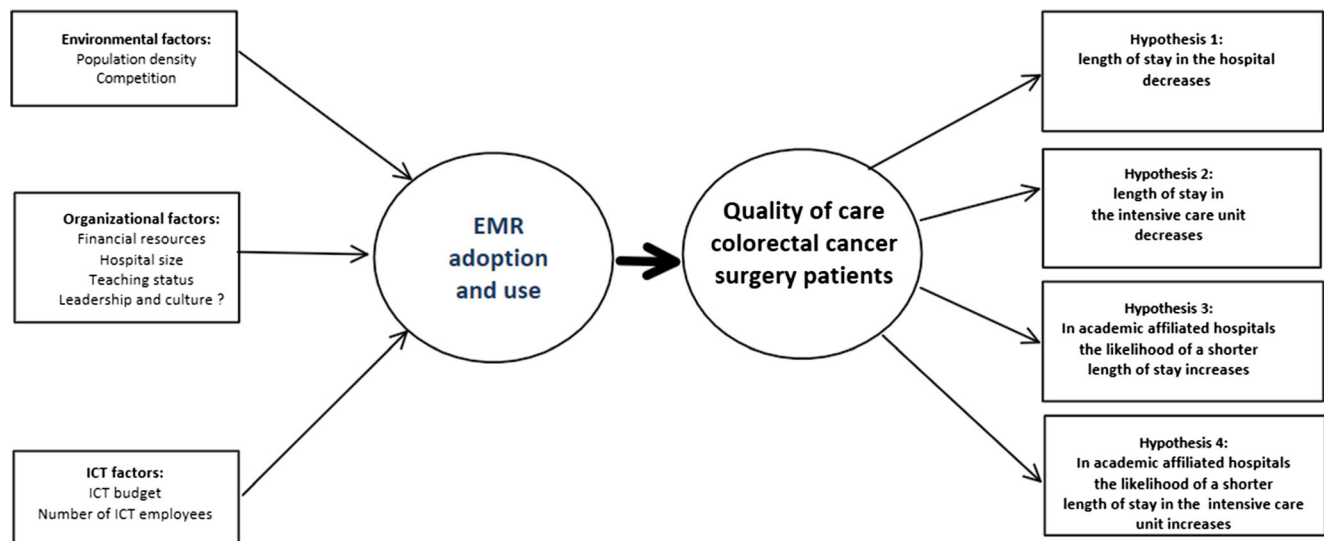 Environmental factors:
Population density
Competition
Organizational factors:
Financial resources
Hospital size
Teaching status
Leadership and culture ?
ICT factors:
ICT budget
Number of ICT employees
EMR
adoption
and use
Quality of care
colorectal cancer
surgery patients
Hypothesis 1:
length of stay in the hospital
decreases
Hypothesis 2:
length of stay in
the intensive care unit
decreases
Hypothesis 3:
In academic affiliated hospitals
the likelihood of a shorter
length of stay increases
Hypothesis 4:
In academic affiliated hospitals
the likelihood of a shorter
length of stay in the intensive care
unit increases